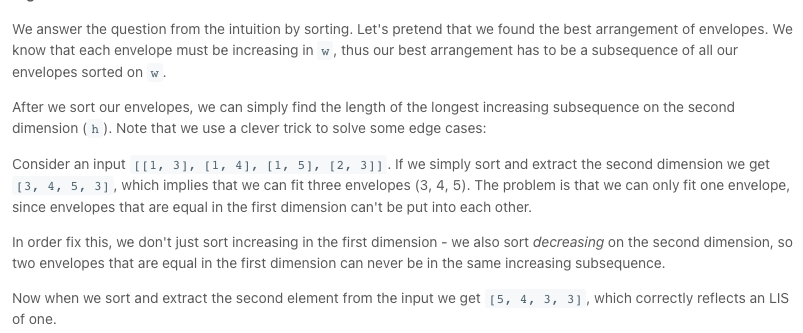 We answer the question from the intuition by sorting. Let's pretend that we found the best arrangement of envelopes. We
know that each envelope must be increasing in w, thus our best arrangement has to be a subsequence of all our
envelopes sorted on w.
After we sort our envelopes, we can simply find the length of the longest increasing subsequence on the second
dimension (h). Note that we use a clever trick to solve some edge cases:
Consider an input [[1, 3], [1, 4], [1, 5], [2, 3]]. If we simply sort and extract the second dimension we get
[3, 4, 5, 3], which implies that we can fit three envelopes (3, 4, 5). The problem is that we can only fit one envelope,
since envelopes that are equal in the first dimension can't be put into each other.
In order fix this, we don't just sort increasing in the first dimension - we also sort decreasing on the second dimension, so
two envelopes that are equal in the first dimension can never be in the same increasing subsequence.
Now when we sort and extract the second element from the input we get [5, 4, 3, 3], which correctly reflects an LIS
of one.